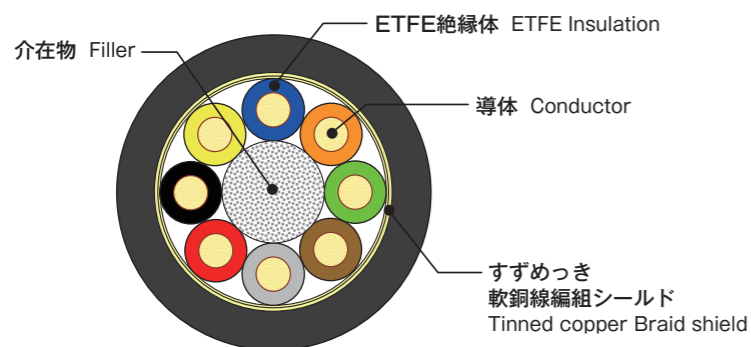 ETFE絶縁体 ETFE Insulation
介在物 Filler
導体 Conductor
すずめっき
軟銅線編組シールド
Tinned copper Braid shield